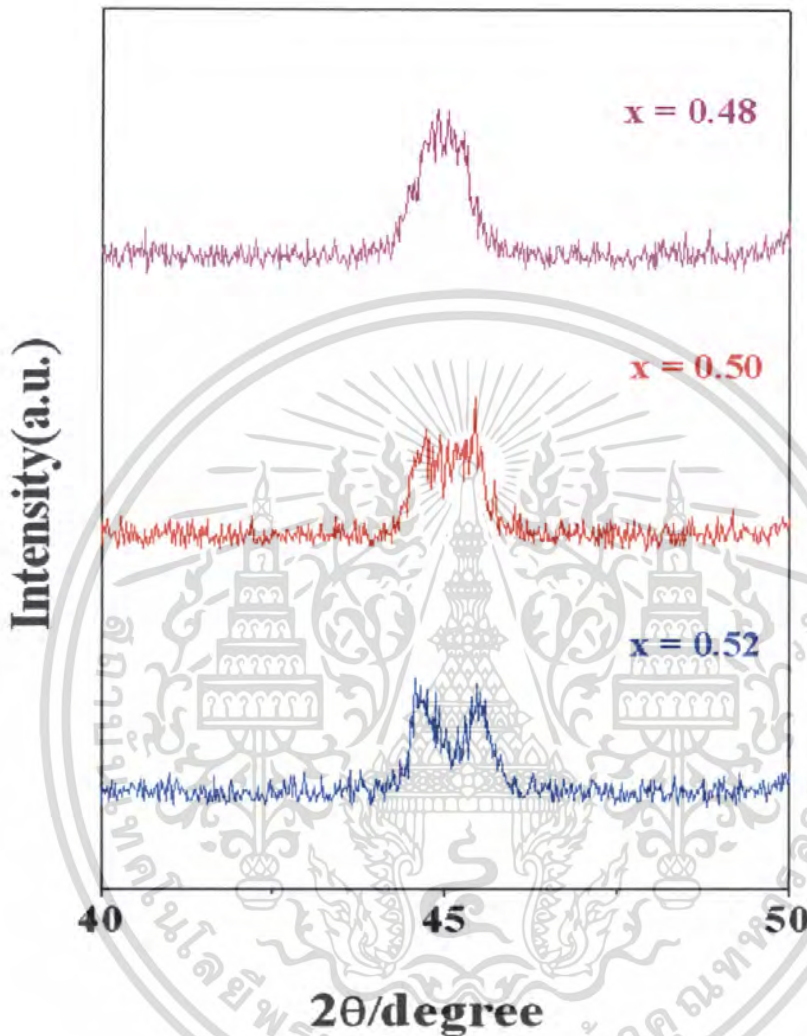 x = 0.48
x = 0.50
x = 0.52
Intensity(a.u.)
40
45
50
2θ/degree